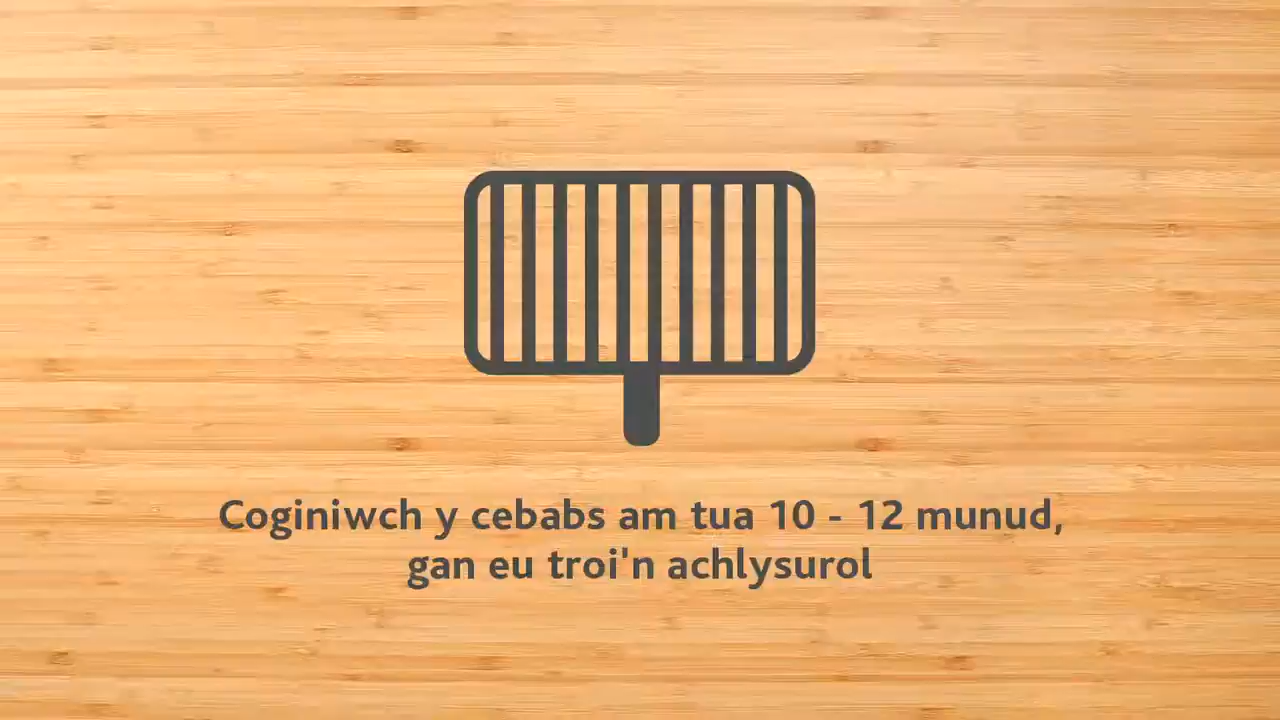 Coginiwch y cebabs am tua 10 - 12 munud,
gan eu troi'n achlysurol